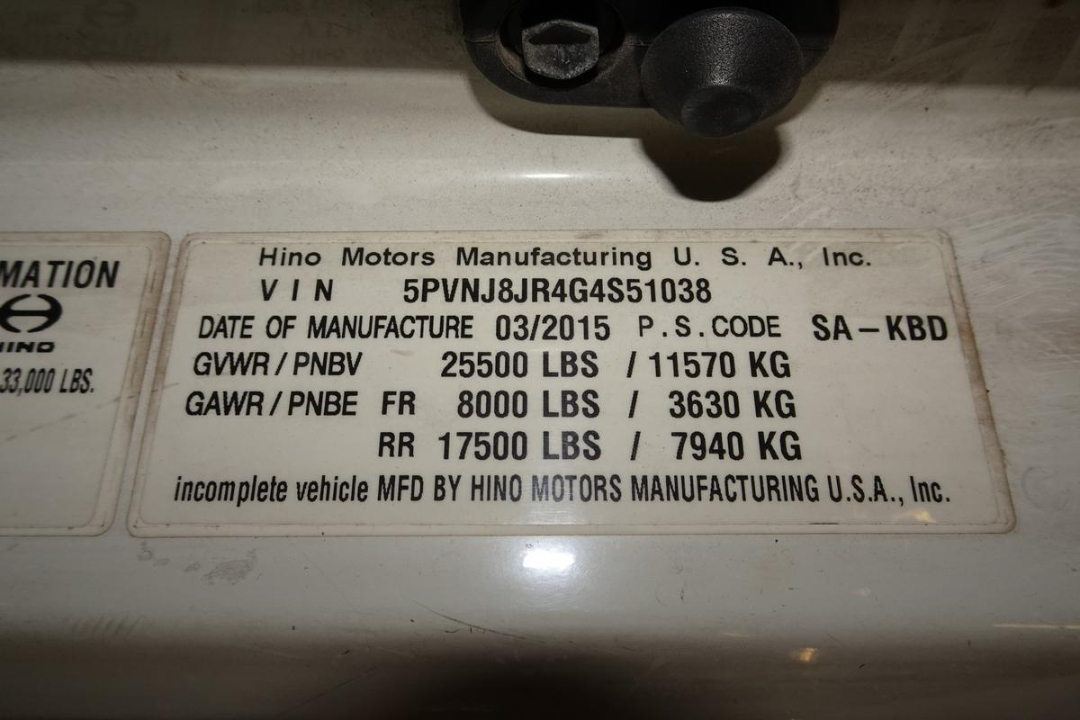 MATION
HINO
33,000 LBS.
Hino Motors Manufacturing U. S. A., Inc.
V I N 5PVNJ8JR4G4S51038
DATE OF MANUFACTURE 03/2015 P.S.CODE SA-KBD
GVWR/PNBV 25500 LBS / 11570 KG
GAWR/PNBE FR 8000 LBS / 3630 KG
RR 17500 LBS / 7940 KG
incomplete vehicle MFD BY HINO MOTORS MANUFACTURING U.S.A., Inc.